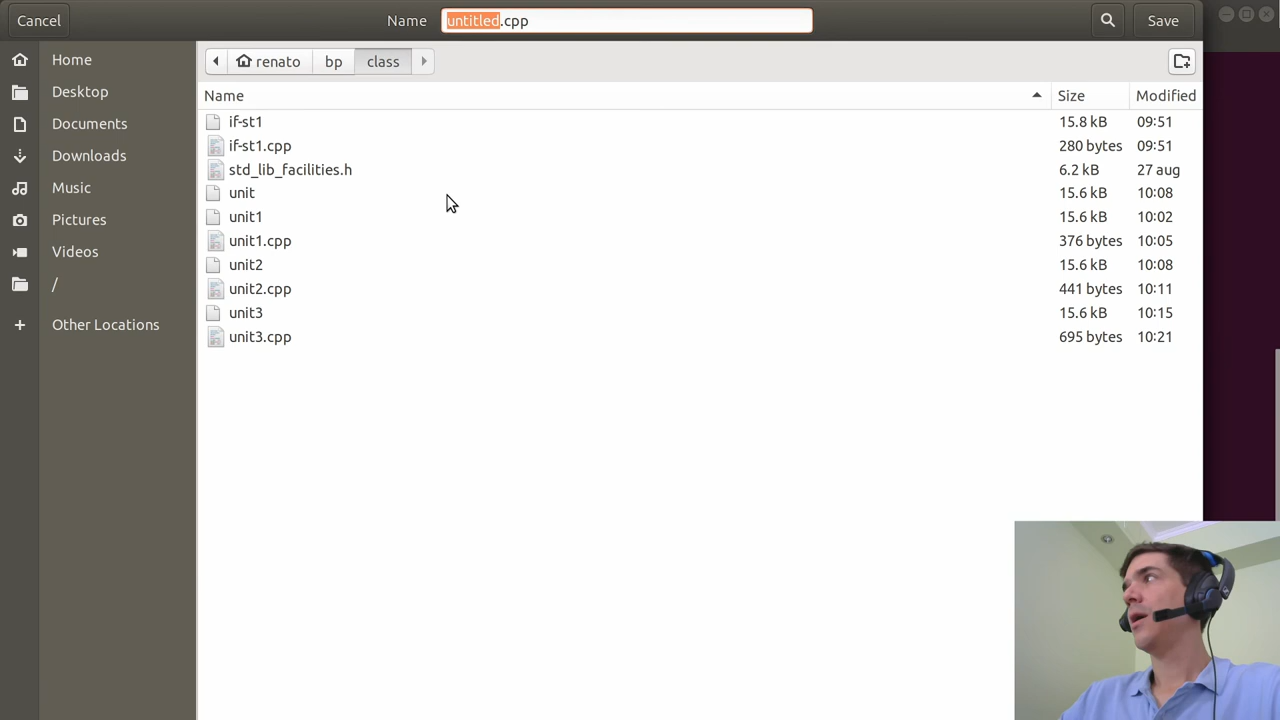 Cancel Name untitled.cpp Save
Home
Desktop
Documents
Downloads
Music
Pictures
Videos
/
Other Locations
renato bp class
Name Size Modified
if-st1 15.8 kB 09:51
if-st1.cpp 280 bytes 09:51
std_lib_facilities.h 6.2 kB 27 aug
unit 15.6 kB 10:08
unit1 15.6 kB 10:02
unit1.cpp 376 bytes 10:05
unit2 15.6 kB 10:08
unit2.cpp 441 bytes 10:11
unit3 15.6 kB 10:15
unit3.cpp 695 bytes 10:21